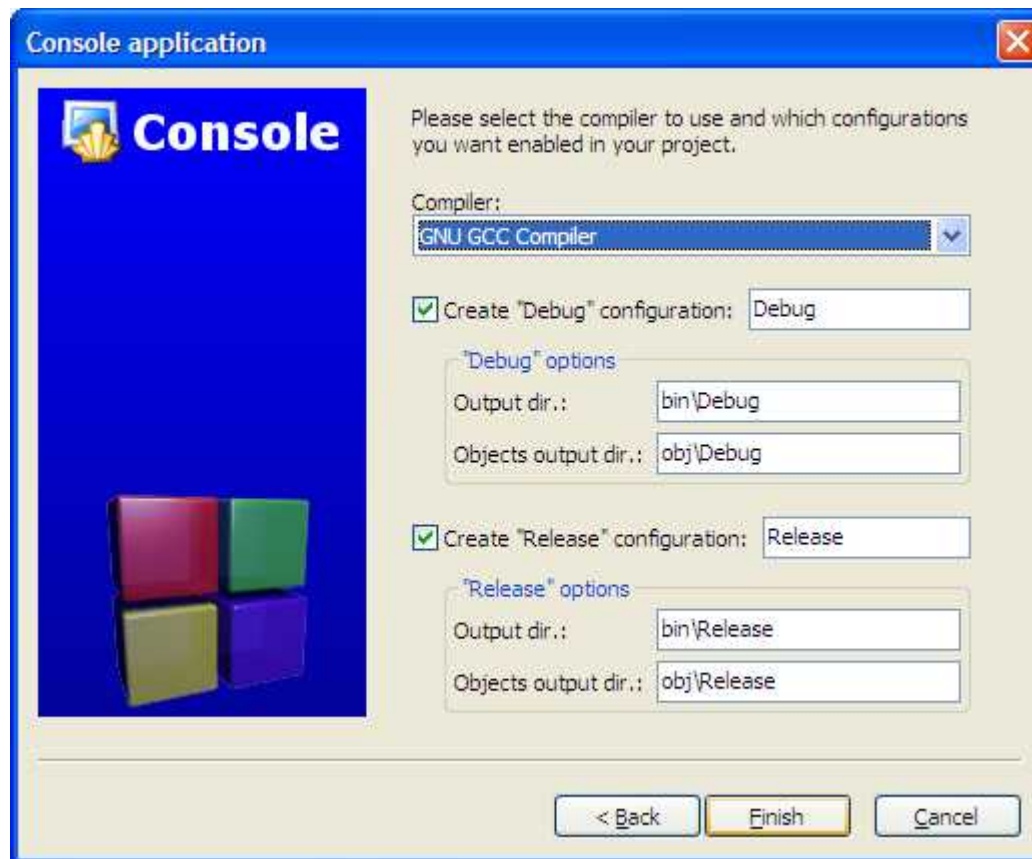 Console application
Console
Please select the compiler to use and which configurations
you want enabled in your project.
Compiler:
GNU GCC Compiler
Create "Debug" configuration: Debug
"Debug" options
Output dir.: bin\Debug
Objects output dir.: obj\Debug
Create "Release" configuration: Release
"Release" options
Output dir.: bin\Release
Objects output dir.: obj\Release
< Back Finish Cancel